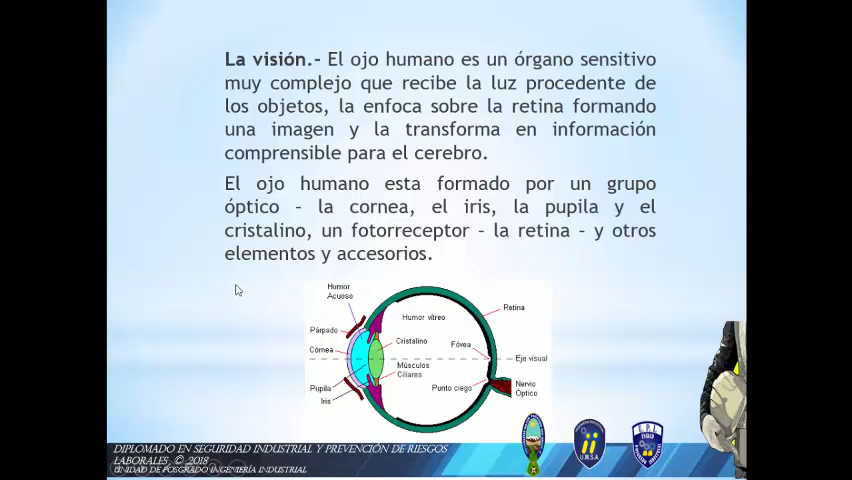 La visión.- El ojo humano es un órgano sensitivo
muy complejo que recibe la luz procedente de
los objetos, la enfoca sobre la retina formando
una imagen y la transforma en información
comprensible para el cerebro.
El ojo humano esta formado por un grupo
óptico – la cornea, el iris, la pupila y el
cristalino, un fotorreceptor – la retina – y otros
elementos y accesorios.
Humor
Acuoso
Párpado
Córnea
Pupila
Iris
Humor vítreo
Cristalino
Músculos
Ciliares
Fóvea
Punto ciego
Retina
Eje visual
Nervio
Óptico
DIPLOMADO EN SEGURIDAD INDUSTRIAL Y PREVENCIÓN DE RIESGOS
LABORALES © 2018
UNIDAD DE POSGRADO INGENIERÍA INDUSTRIAL
U.M.S.A.